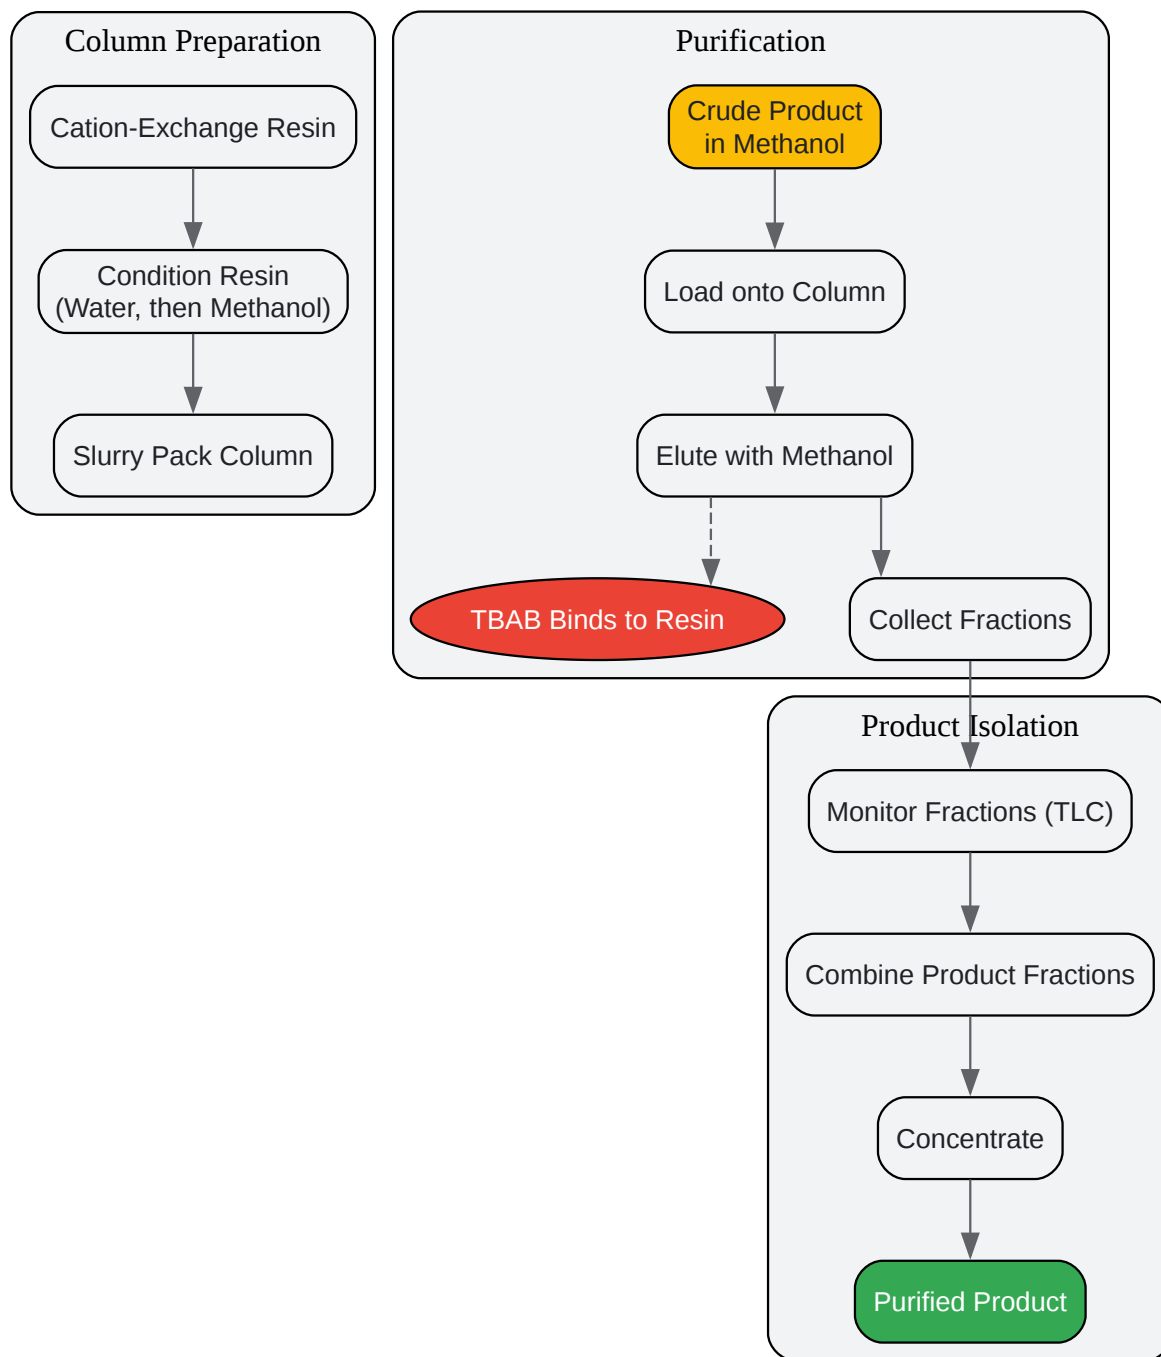 Column Preparation
Cation-Exchange Resin
Condition Resin
(Water, then Methanol)
Slurry Pack Column
Purification
Crude Product
in Methanol
Load onto Column
Elute with Methanol
TBAB Binds to Resin
Collect Fractions
Product Isolation
Monitor Fractions (TLC)
Combine Product Fractions
Concentrate
Purified Product